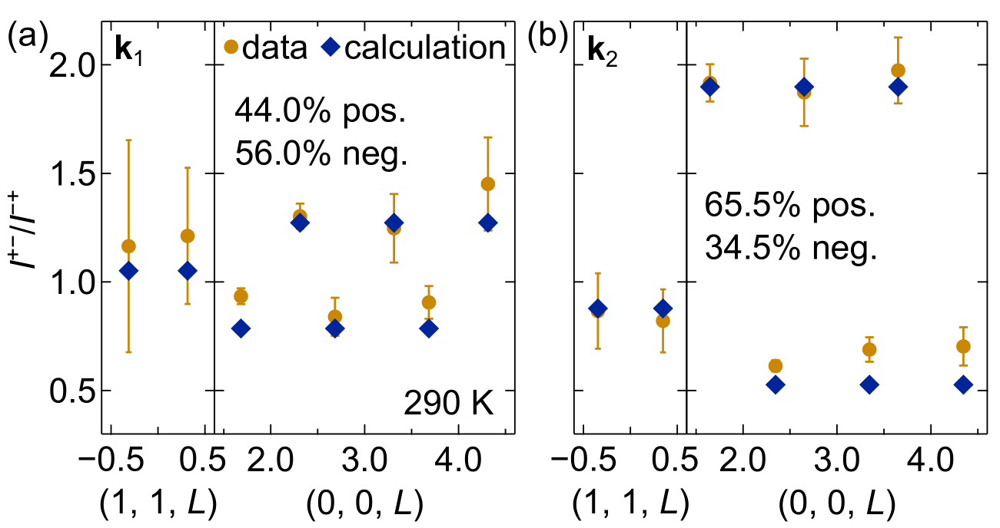 (a) k₁ data calculation
44.0% pos.
56.0% neg.
290 K
I⁺⁻/I⁻⁺
2.0
1.5
1.0
0.5
−0.5 0.5 2.0 3.0 4.0
(1, 1, L) (0, 0, L)
(b) k₂
65.5% pos.
34.5% neg.
−0.5 0.5 2.0 3.0 4.0
(1, 1, L) (0, 0, L)